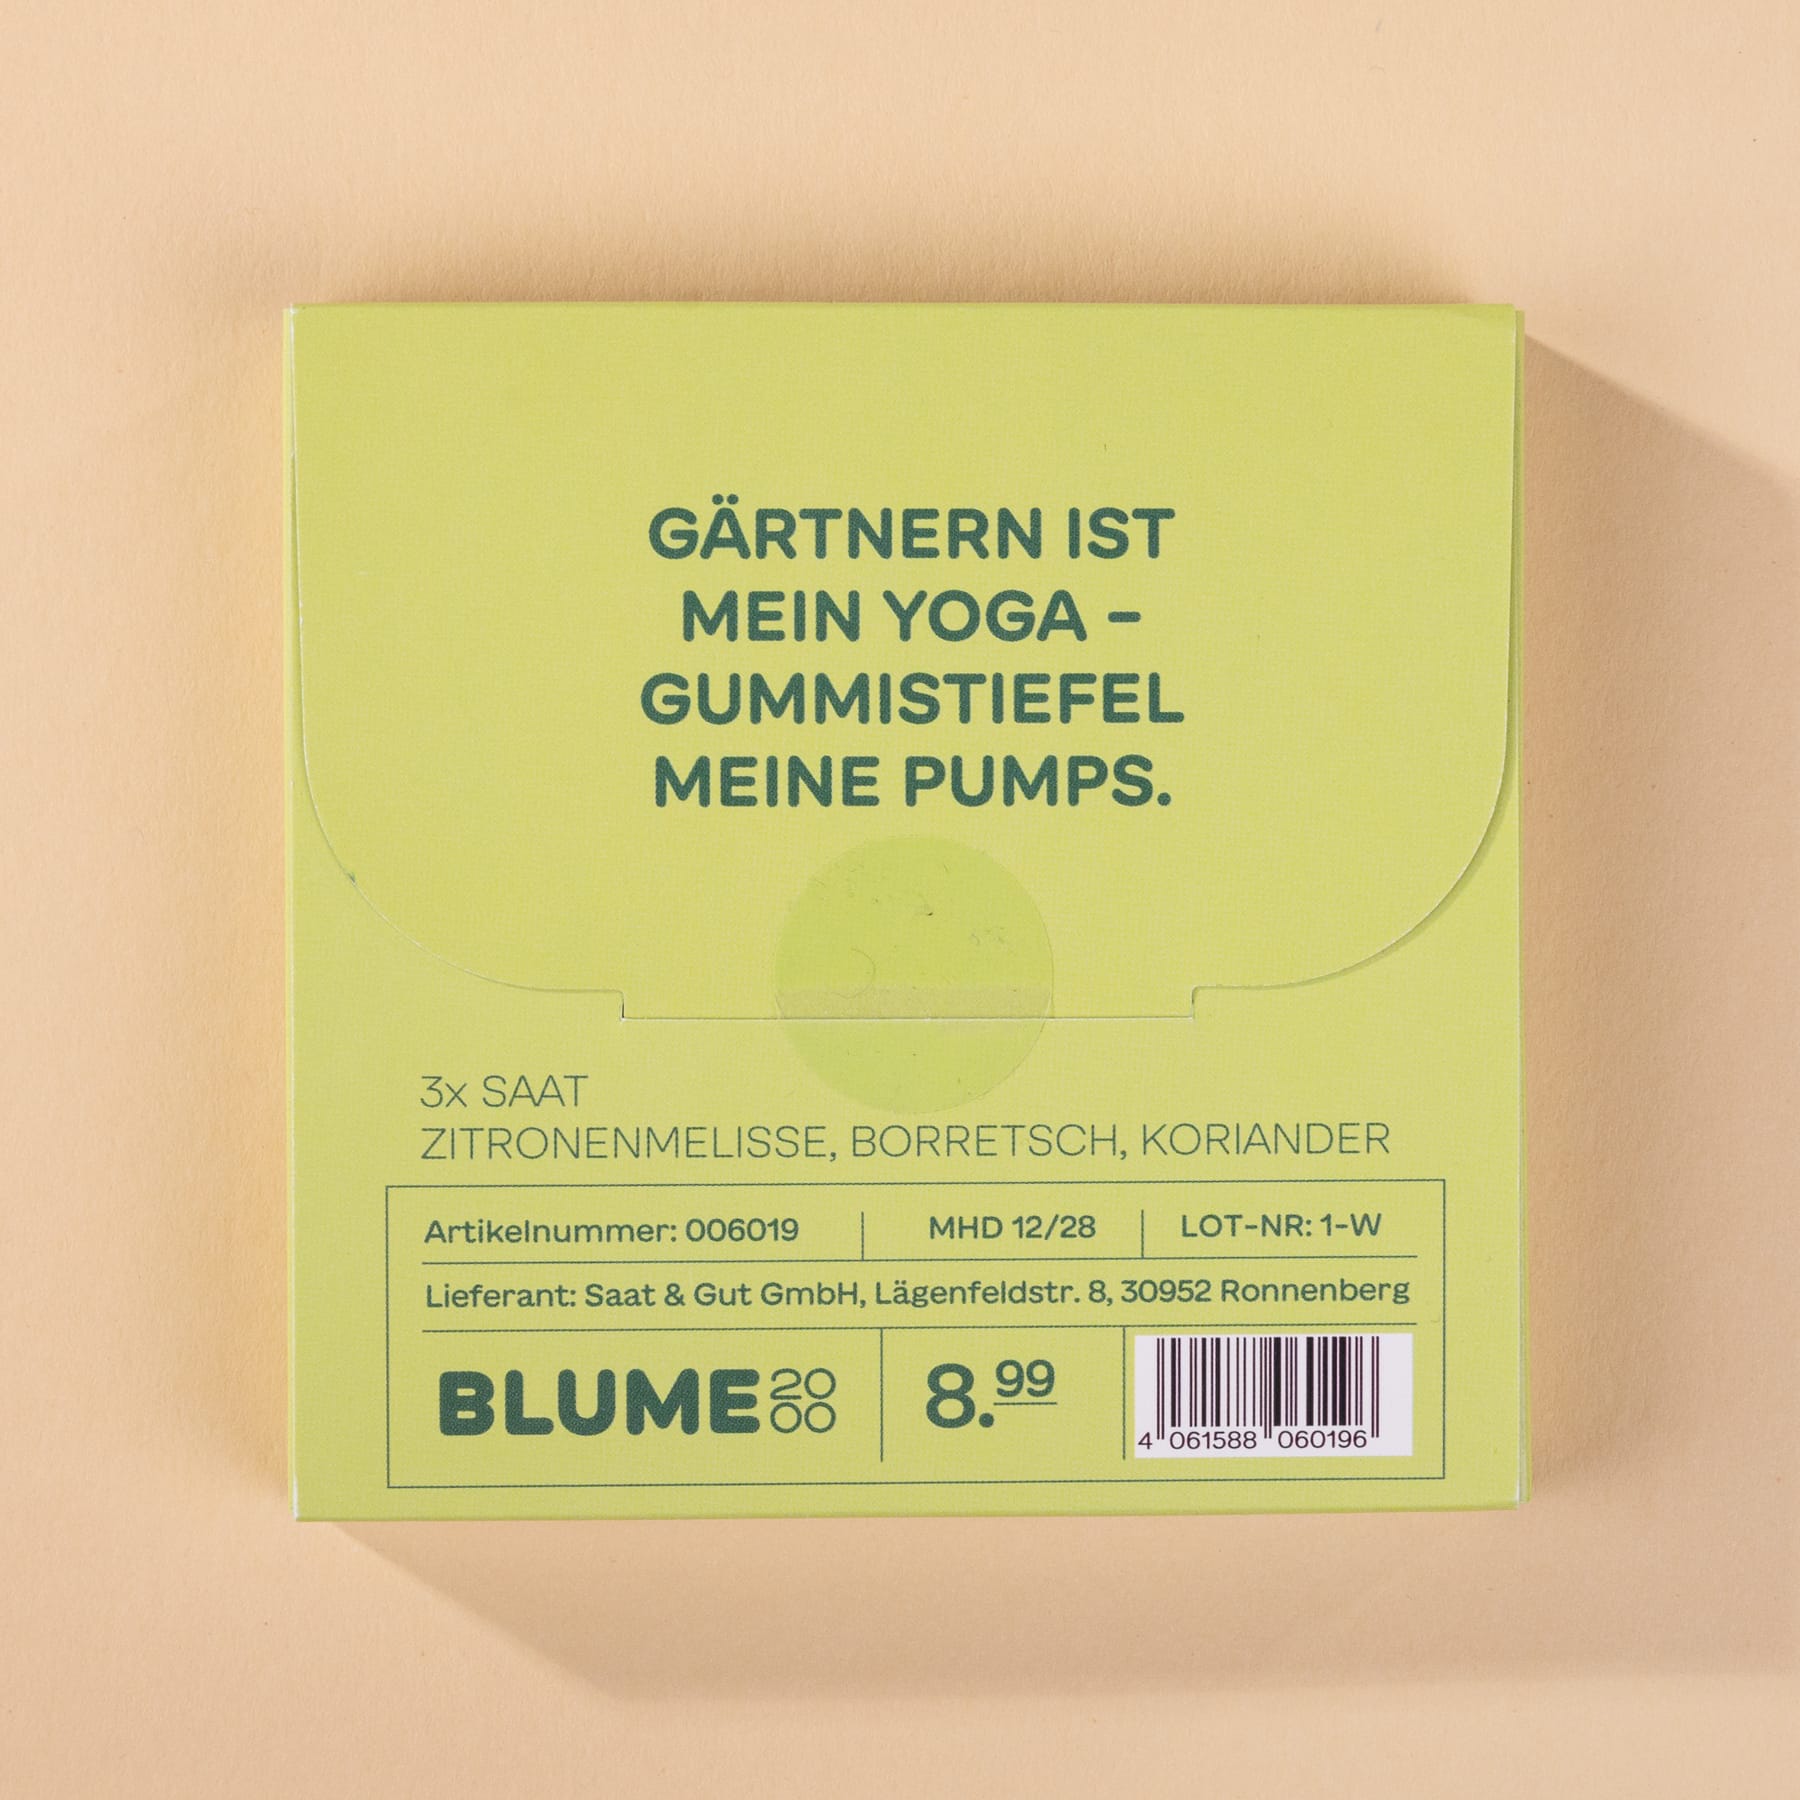 GÄRTNERN IST
MEIN YOGA –
GUMMISTIEFEL
MEINE PUMPS.
3x SAAT
ZITRONENMELISSE, BORRETSCH, KORIANDER
Artikelnummer: 006019 MHD 12/28 LOT-NR: 1-W
Lieferant: Saat & Gut GmbH, Lägenfeldstr. 8, 30952 Ronnenberg
BLUME 2000 8.99
4 061588 060196